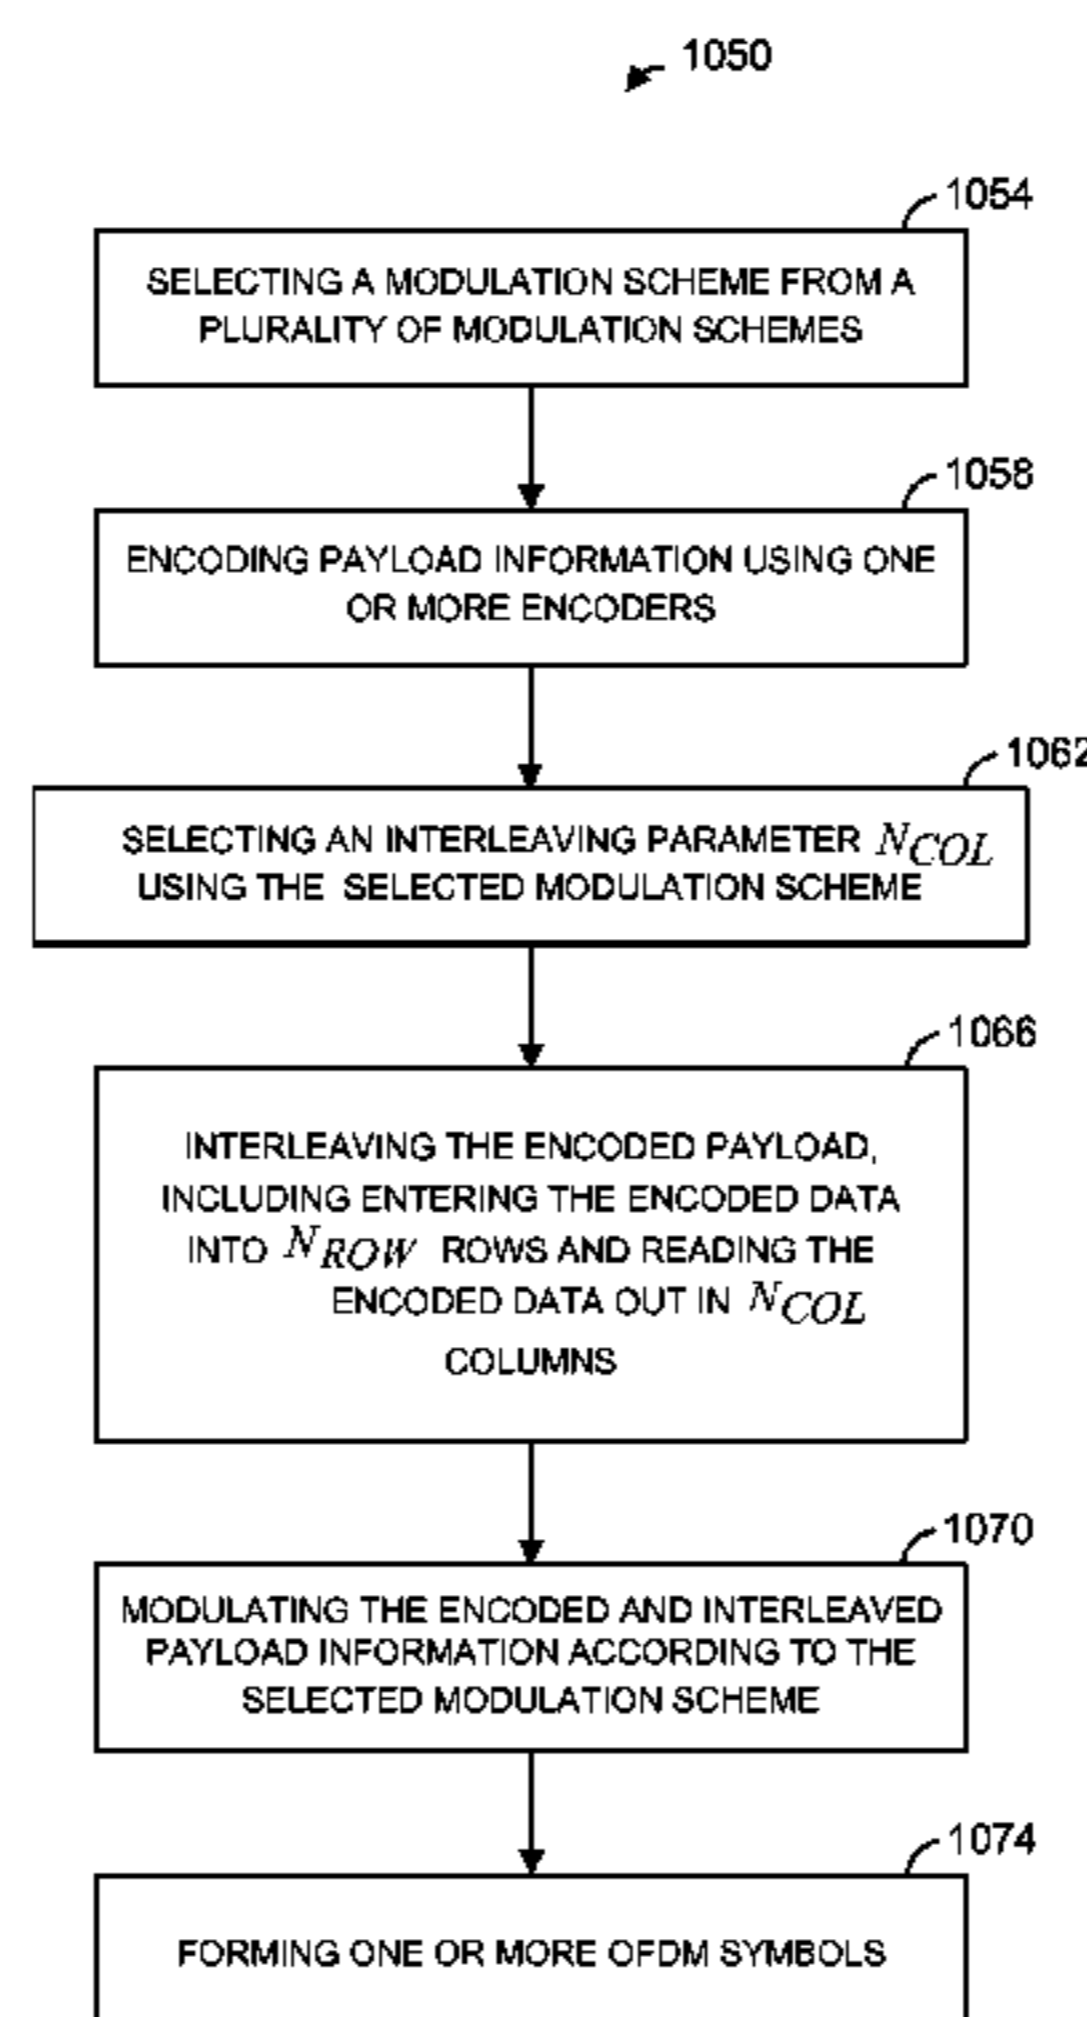 1050
1054
SELECTING A MODULATION SCHEME FROM A
PLURALITY OF MODULATION SCHEMES
1058
ENCODING PAYLOAD INFORMATION USING ONE
OR MORE ENCODERS
1062
SELECTING AN INTERLEAVING PARAMETER NCOL
USING THE SELECTED MODULATION SCHEME
1066
INTERLEAVING THE ENCODED PAYLOAD,
INCLUDING ENTERING THE ENCODED DATA
INTO NROW ROWS AND READING THE
ENCODED DATA OUT IN NCOL
COLUMNS
1070
MODULATING THE ENCODED AND INTERLEAVED
PAYLOAD INFORMATION ACCORDING TO THE
SELECTED MODULATION SCHEME
1074
FORMING ONE OR MORE OFDM SYMBOLS